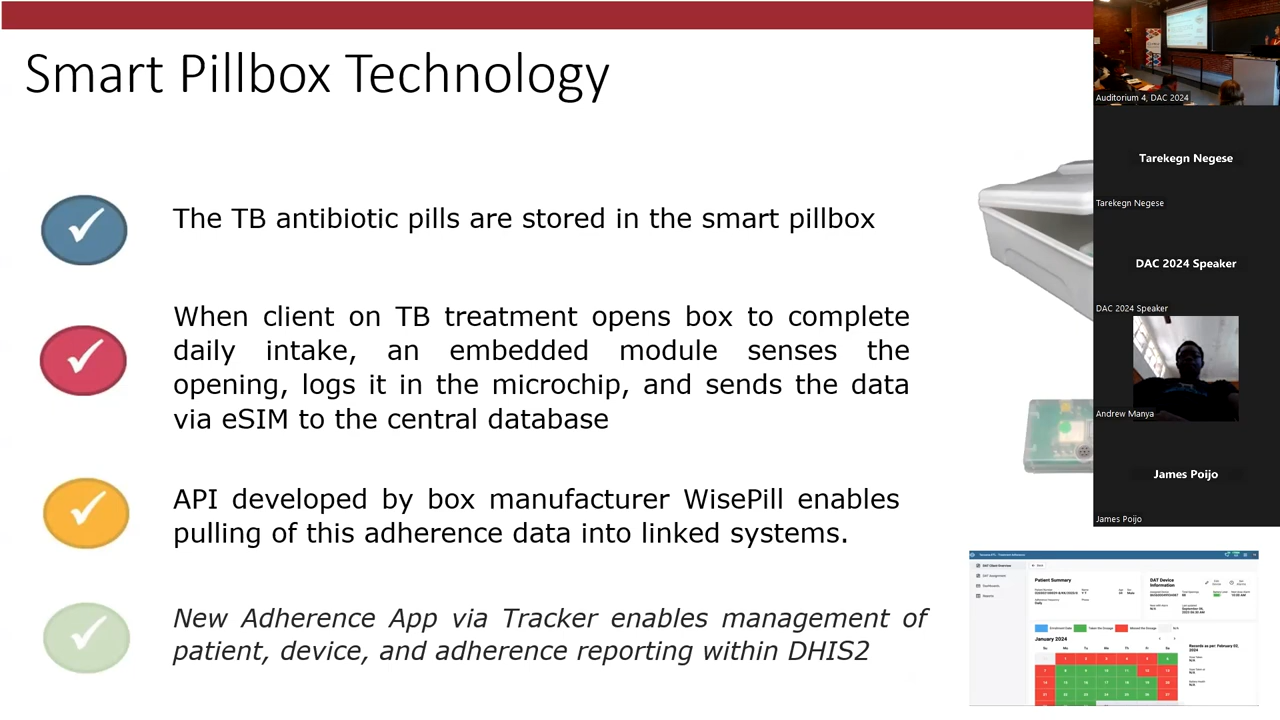 Smart Pillbox Technology
The TB antibiotic pills are stored in the smart pillbox
When client on TB treatment opens box to complete
daily intake, an embedded module senses the
opening, logs it in the microchip, and sends the data
via eSIM to the central database
API developed by box manufacturer WisePill enables
pulling of this adherence data into linked systems.
New Adherence App via Tracker enables management of
patient, device, and adherence reporting within DHIS2
Auditorium 4, DAC 2024
Tarekegn Negese
Tarekegn Negese
DAC 2024 Speaker
DAC 2024 Speaker
Andrew Manya
James Poijo
James Poijo
Patient Summary
DAT Device
Information
January 2024